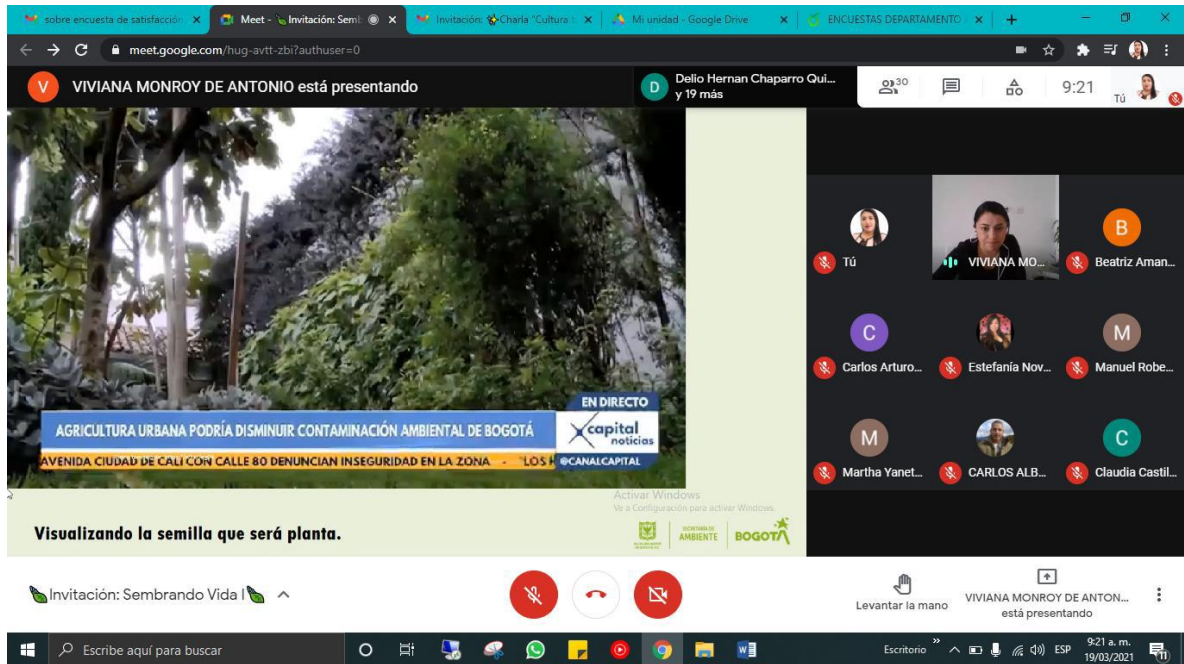 sobre encuesta de satisfacción
Meet - Invitación: Sem
Invitación: Charla "Cultura
Mi unidad - Google Drive
ENCUESTAS DEPARTAMENTO
meet.google.com/hug-avtt-zbi?authuser=0
V
VIVIANA MONROY DE ANTONIO está presentando
D
Delio Hernan Chaparro Qui...
y 19 más
30
9:21
Tú
EN DIRECTO
AGRICULTURA URBANA PODRÍA DISMINUIR CONTAMINACIÓN AMBIENTAL DE BOGOTÁ
capital
noticias
AVENIDA CIUDAD DE CALI CON CALLE 80 DENUNCIAN INSEGURIDAD EN LA ZONA - "LOS
@CANALCAPITAL
Tú
VIVIANA MO...
B
Beatriz Aman...
C
Carlos Arturo...
Estefanía Nov...
M
Manuel Robe...
M
Martha Yanet...
CARLOS ALB...
C
Claudia Castil...
Activar Windows
Ve a Configuración para activar Windows.
Visualizando la semilla que será planta.
SECRETARÍA DE
AMBIENTE
BOGOTÁ
Invitación: Sembrando Vida I
Levantar la mano
VIVIANA MONROY DE ANTON...
está presentando
Escribe aquí para buscar
Escritorio
ESP
9:21 a. m.
19/03/2021
11